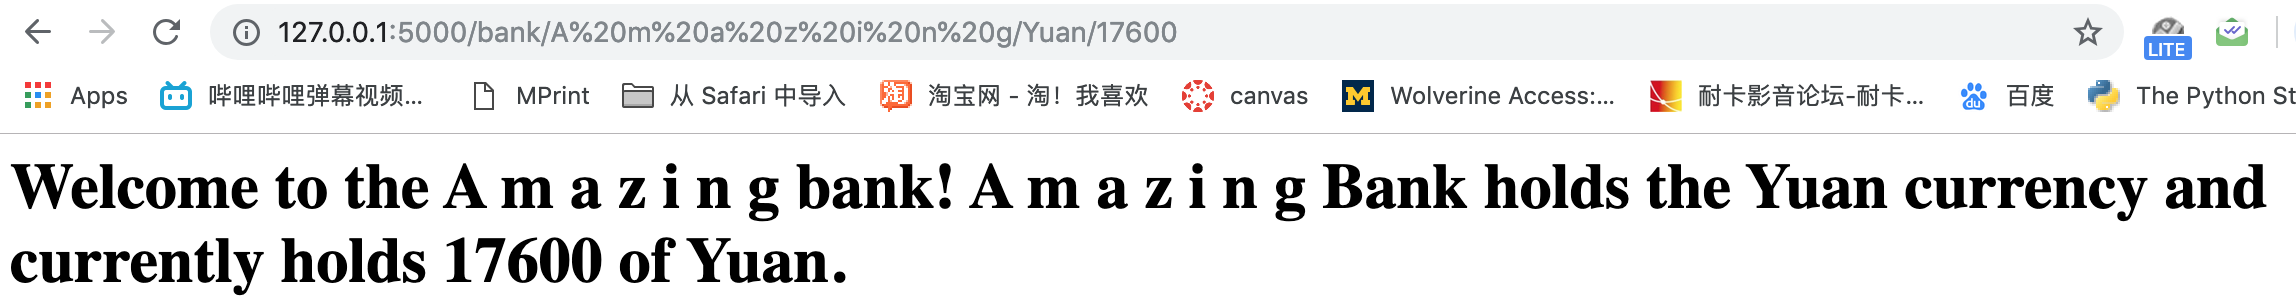 127.0.0.1:5000/bank/A%20m%20a%20z%20i%20n%20g/Yuan/17600
LITE
Apps 哔哩哔哩弹幕视频... MPrint 从 Safari 中导入 淘 淘宝网 - 淘！我喜欢 canvas M Wolverine Access:... 耐卡影音论坛-耐卡... du 百度 The Python St
Welcome to the A m a z i n g bank! A m a z i n g Bank holds the Yuan currency and
currently holds 17600 of Yuan.